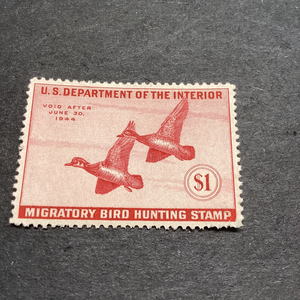 U.S. DEPARTMENT OF THE INTERIOR
VOID AFTER
JUNE 30,
1944
$1
MIGRATORY BIRD HUNTING STAMP